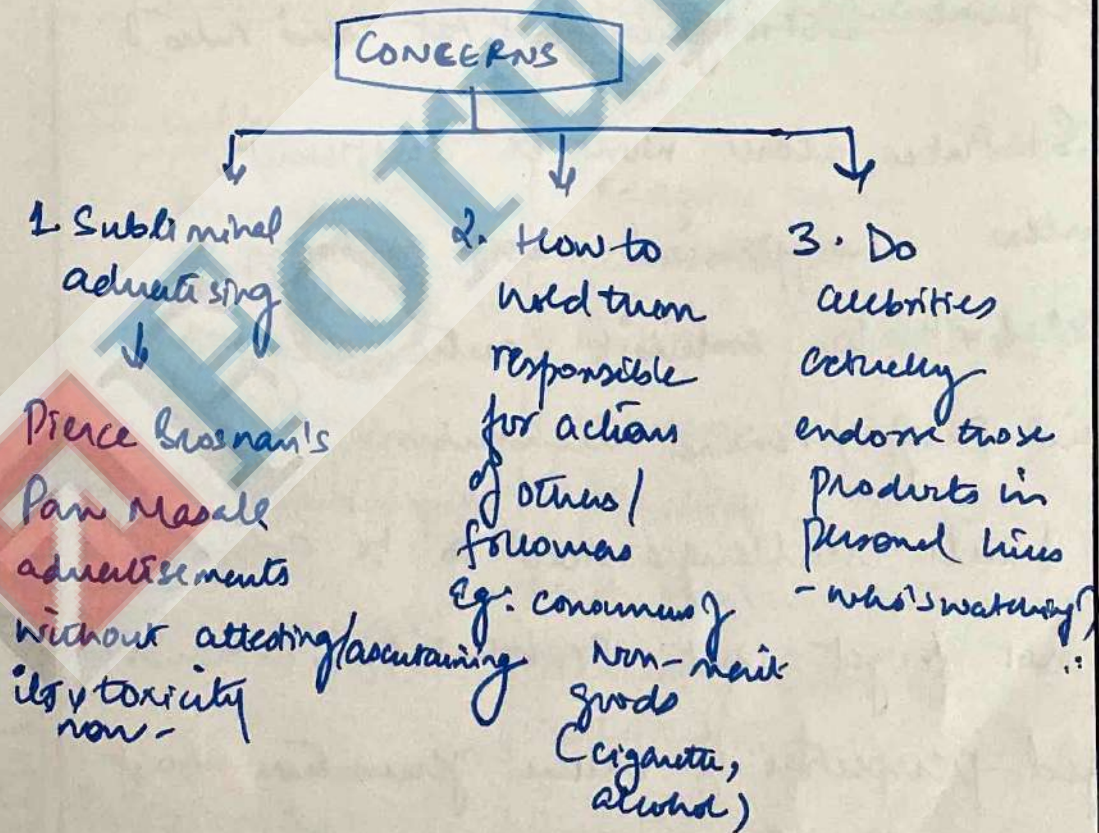 CONCERNS
1 Subliminal
advertising
Pierce Brosnan's
Pan Masala
advertisements
without attesting/ascertaining
its toxicity
non-
2. How to
hold them
responsible
for actions
of others/
followers
Eg: consumers of
non-merit
goods
(cigarette,
alcohol)
3. Do
celebrities
actually
endorse those
products in
personal lives
- who's watching?
Forum